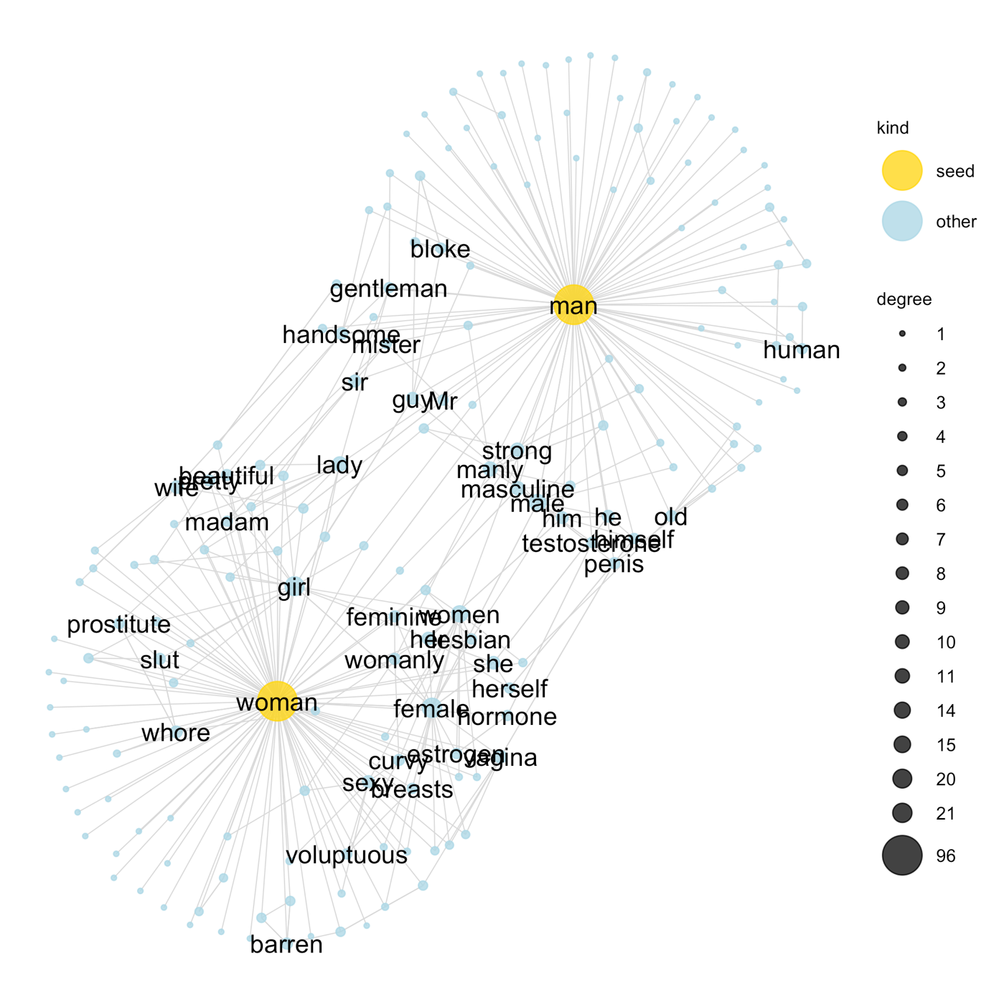 kind
seed
other
degree
1
2
3
4
5
6
7
8
9
10
11
14
15
20
21
96
bloke
gentleman
man
handsome
mister
human
sir
guy
Mr
strong
lady
manly
beautiful
pretty
wife
masculine
male
madam
him
he
old
testosterone
himself
penis
girl
feminine
women
prostitute
her
lesbian
slut
womanly
she
herself
woman
female
hormone
whore
curvy
estrogen
vagina
sexy
breasts
voluptuous
barren